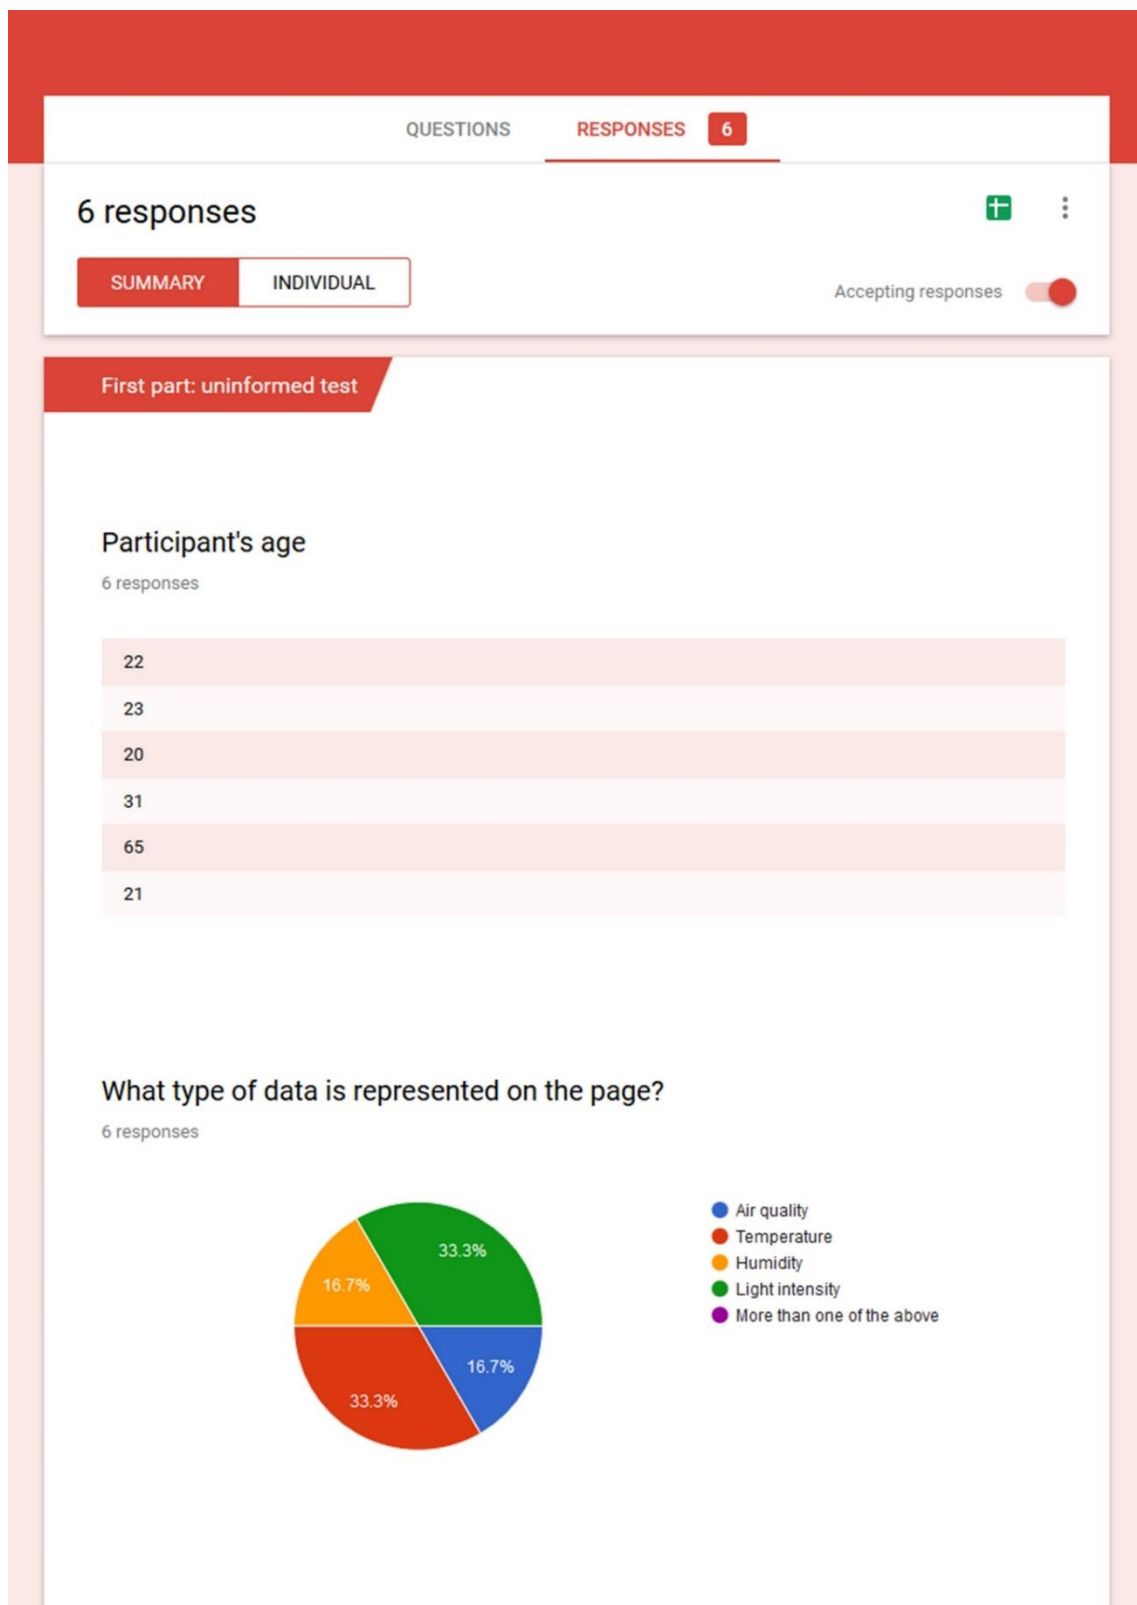 QUESTIONS RESPONSES 6
6 responses
SUMMARY INDIVIDUAL
Accepting responses
First part: uninformed test
Participant's age
6 responses
22
23
20
31
65
21
What type of data is represented on the page?
6 responses
33.3%
16.7%
16.7%
33.3%
Air quality
Temperature
Humidity
Light intensity
More than one of the above